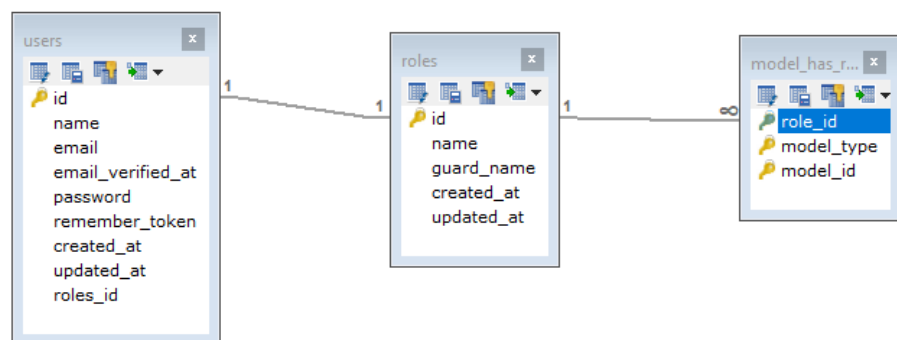 users
x
id
name
email
email_verified_at
password
remember_token
created_at
updated_at
roles_id
1
1
roles
x
id
name
guard_name
created_at
updated_at
1
∞
model_has_r...
x
role_id
model_type
model_id